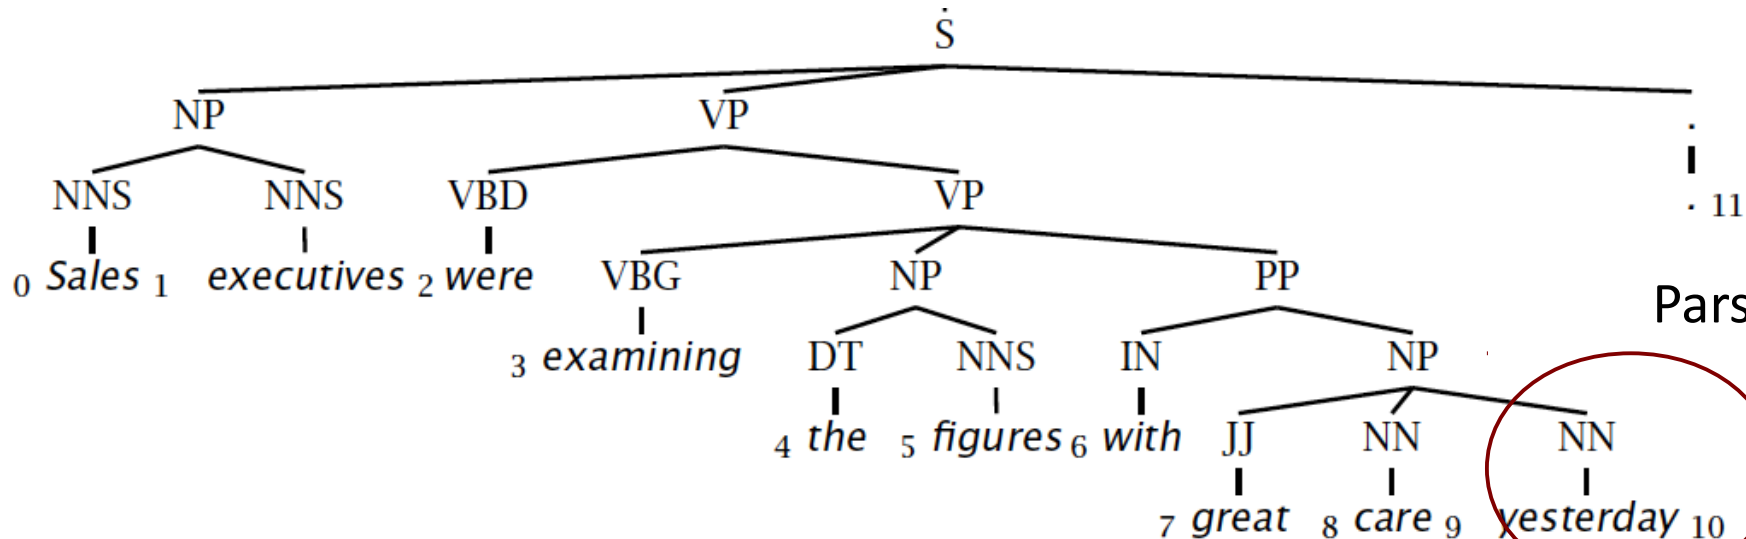 S
NP VP .
NNS NNS VBD VP . 11
0 Sales 1 executives 2 were VBG NP PP
Pars
3 examining DT NNS IN NP
4 the 5 figures 6 with JJ NN NN
7 great 8 care 9 yesterday 10